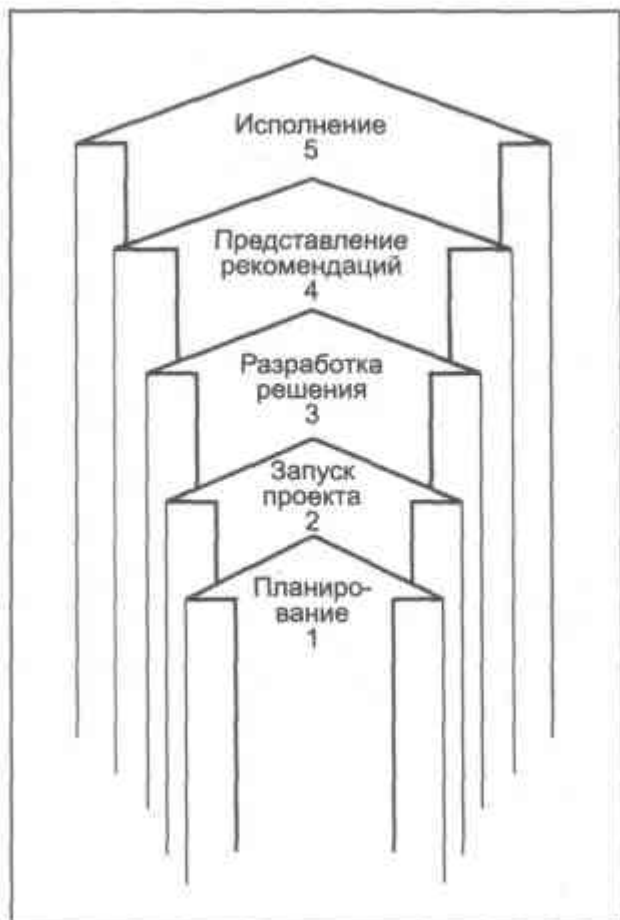 Исполнение
5
Представление
рекомендаций
4
Разработка
решения
3
Запуск
проекта
2
Планиро-
вание
1